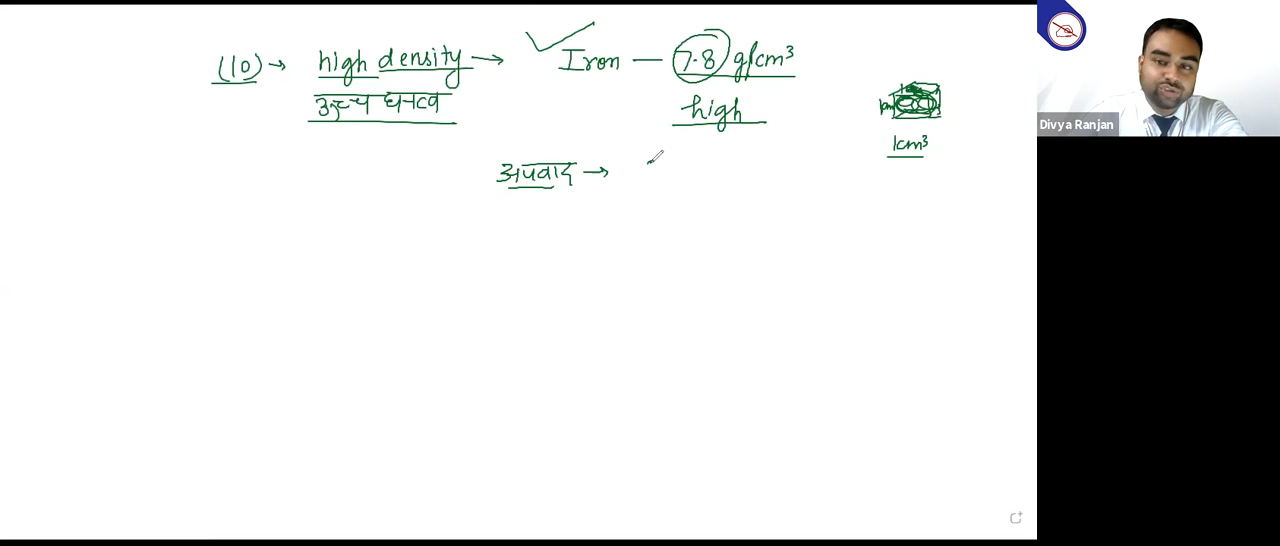 (10) → high density → Iron — 7.8 g/cm³
उच्च घनत्व
high
1cm³
अपवाद →
Divya Ranjan